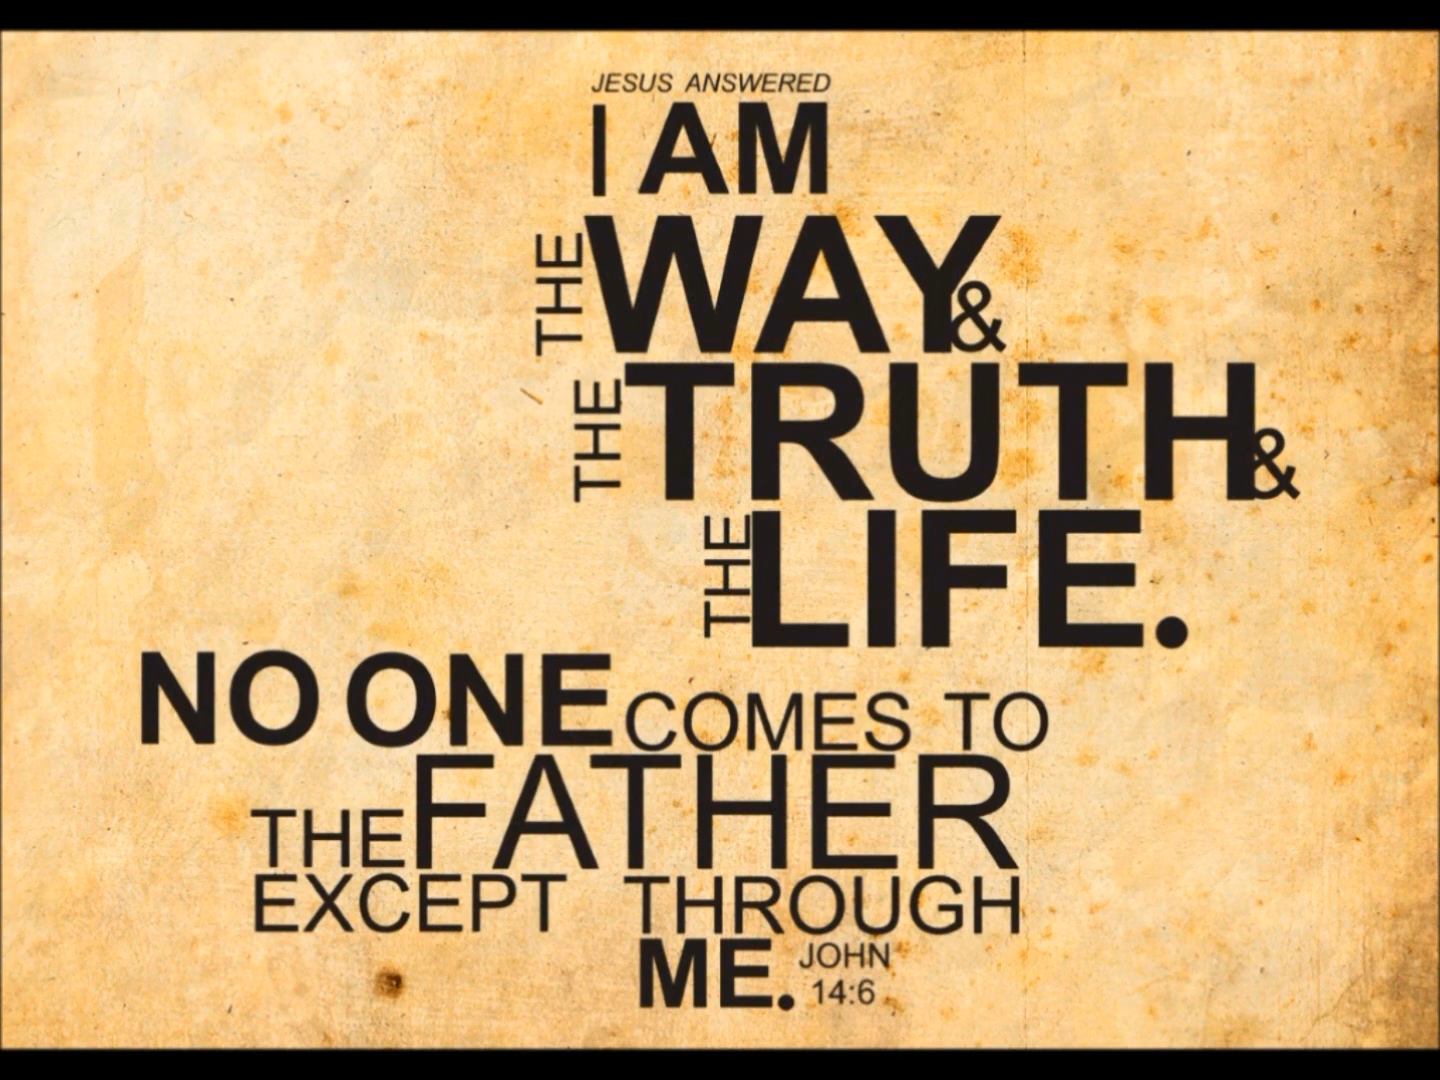 JESUS ANSWERED
I AM
THE WAY &
THE TRUTH &
THE LIFE.
NO ONE COMES TO
THE FATHER
EXCEPT THROUGH
ME. JOHN
14:6